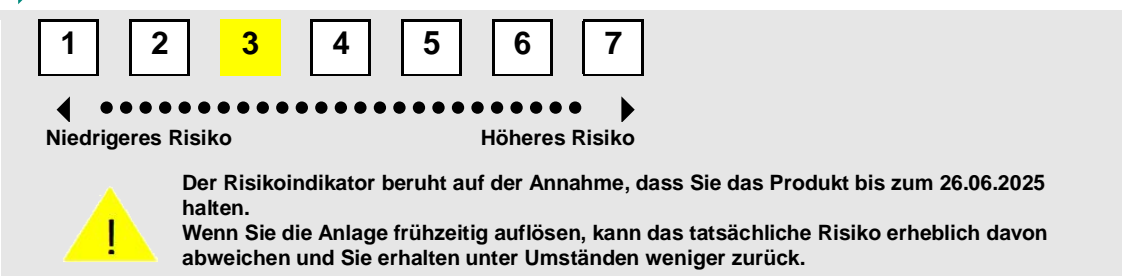 1 2 3 4 5 6 7
Niedrigeres Risiko Höheres Risiko
Der Risikoindikator beruht auf der Annahme, dass Sie das Produkt bis zum 26.06.2025
halten.
Wenn Sie die Anlage frühzeitig auflösen, kann das tatsächliche Risiko erheblich davon
abweichen und Sie erhalten unter Umständen weniger zurück.
!